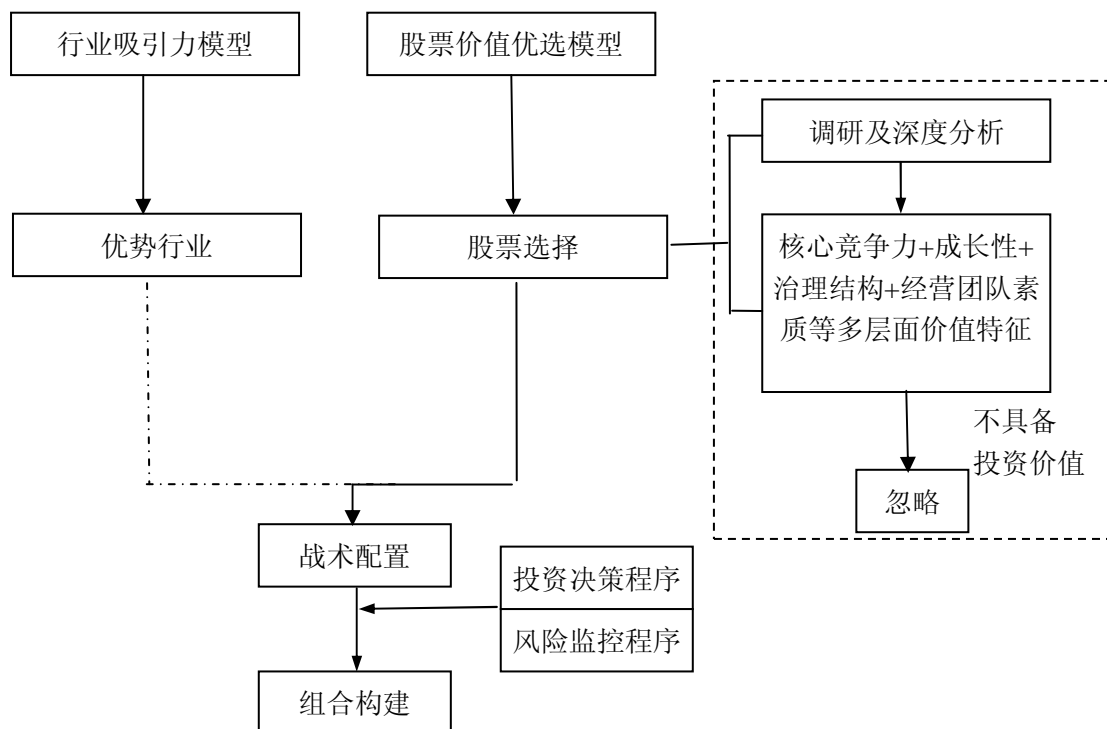 行业吸引力模型
股票价值优选模型
调研及深度分析
优势行业
股票选择
核心竞争力+成长性+
治理结构+经营团队素
质等多层面价值特征
不具备
投资价值
忽略
战术配置
投资决策程序
风险监控程序
组合构建